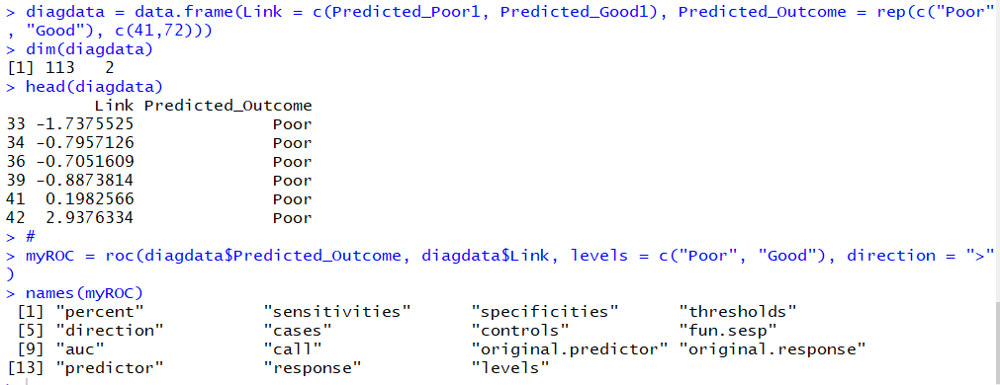 > diagdata = data.frame(Link = c(Predicted_Poor1, Predicted_Good1), Predicted_Outcome = rep(c("Poor"
, "Good"), c(41,72)))
> dim(diagdata)
[1] 113   2
> head(diagdata)
         Link Predicted_Outcome
33 -1.7375525              Poor
34 -0.7957126              Poor
36 -0.7051609              Poor
39 -0.8873814              Poor
41  0.1982566              Poor
42  2.9376334              Poor
> #
> myROC = roc(diagdata$Predicted_Outcome, diagdata$Link, levels = c("Poor", "Good"), direction = ">"
)
> names(myROC)
 [1] "percent"            "sensitivities"      "specificities"      "thresholds"
 [5] "direction"          "cases"              "controls"           "fun.sesp"
 [9] "auc"                "call"               "original.predictor" "original.response"
[13] "predictor"          "response"           "levels"
>